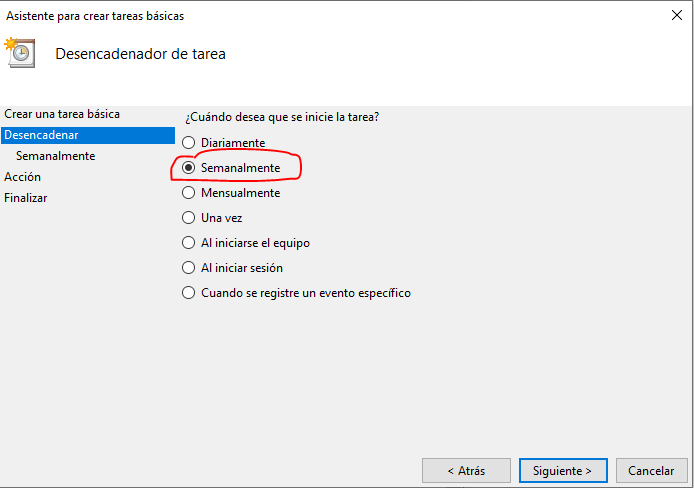 Asistente para crear tareas básicas
Desencadenador de tarea
Crear una tarea básica
Desencadenar
Semanalmente
Acción
Finalizar
¿Cuándo desea que se inicie la tarea?
Diariamente
Semanalmente
Mensualmente
Una vez
Al iniciarse el equipo
Al iniciar sesión
Cuando se registre un evento específico
< Atrás
Siguiente >
Cancelar